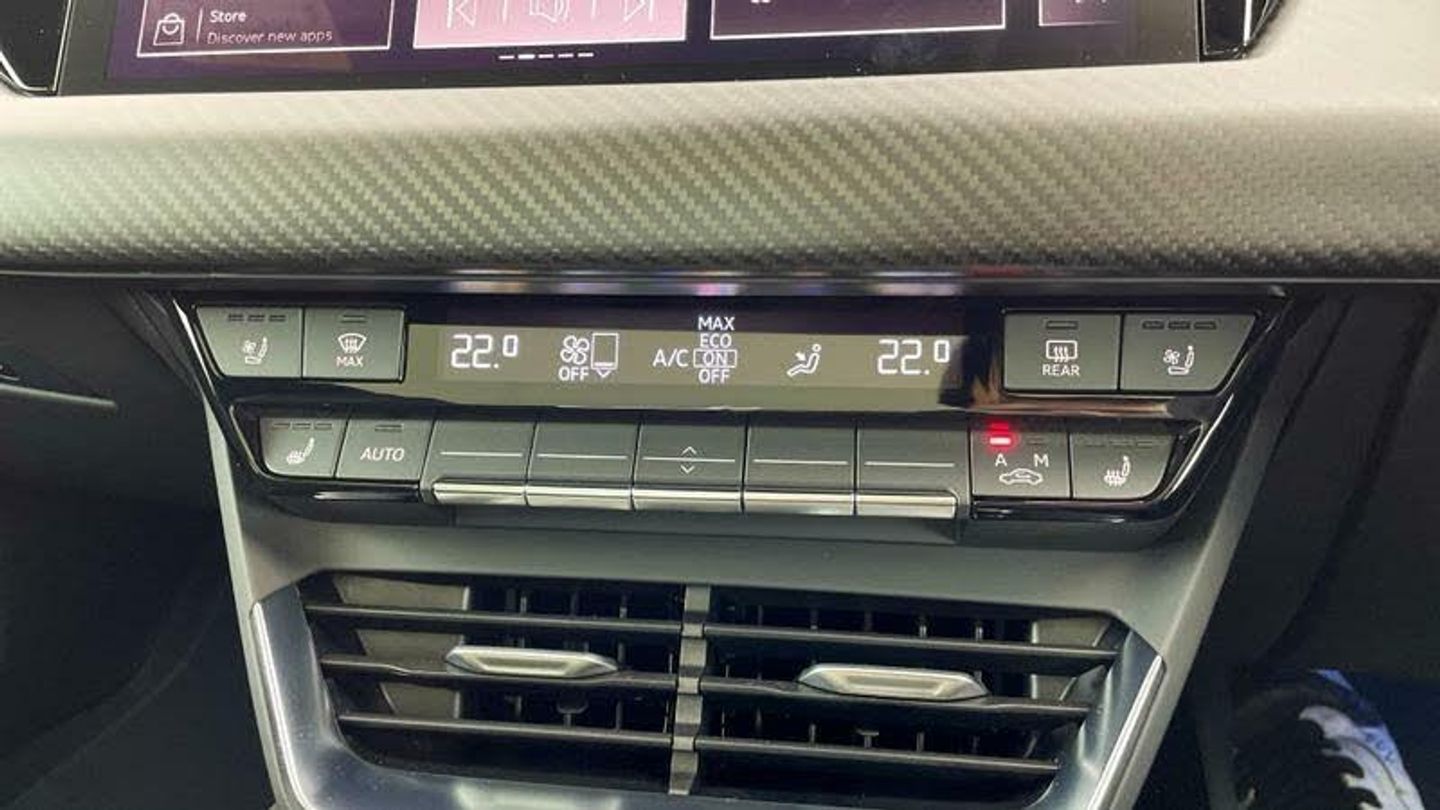 Store
Discover new apps
MAX
22.0
OFF
A/C
MAX
ECO
ON
OFF
22.0
REAR
AUTO
A M